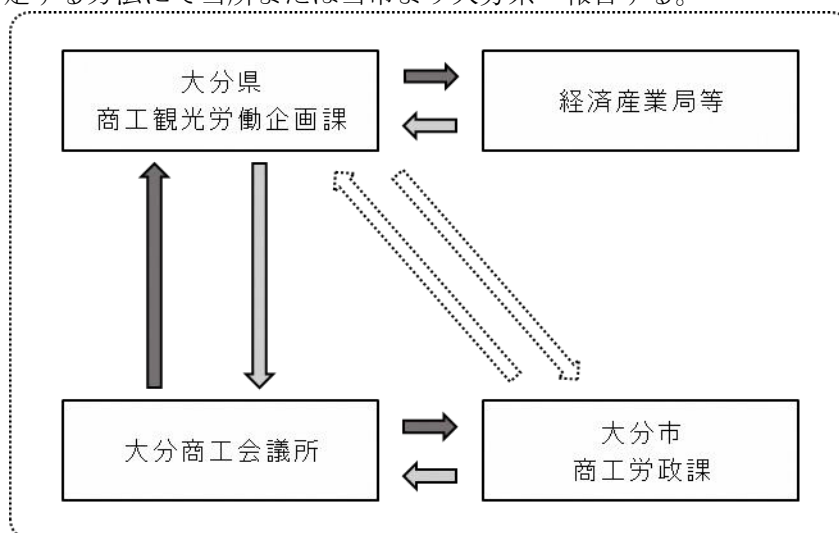 定する方法にて当所または当市より大分県へ報告する。
大分県
商工観光労働企画課
経済産業局等
大分商工会議所
大分市
商工労政課